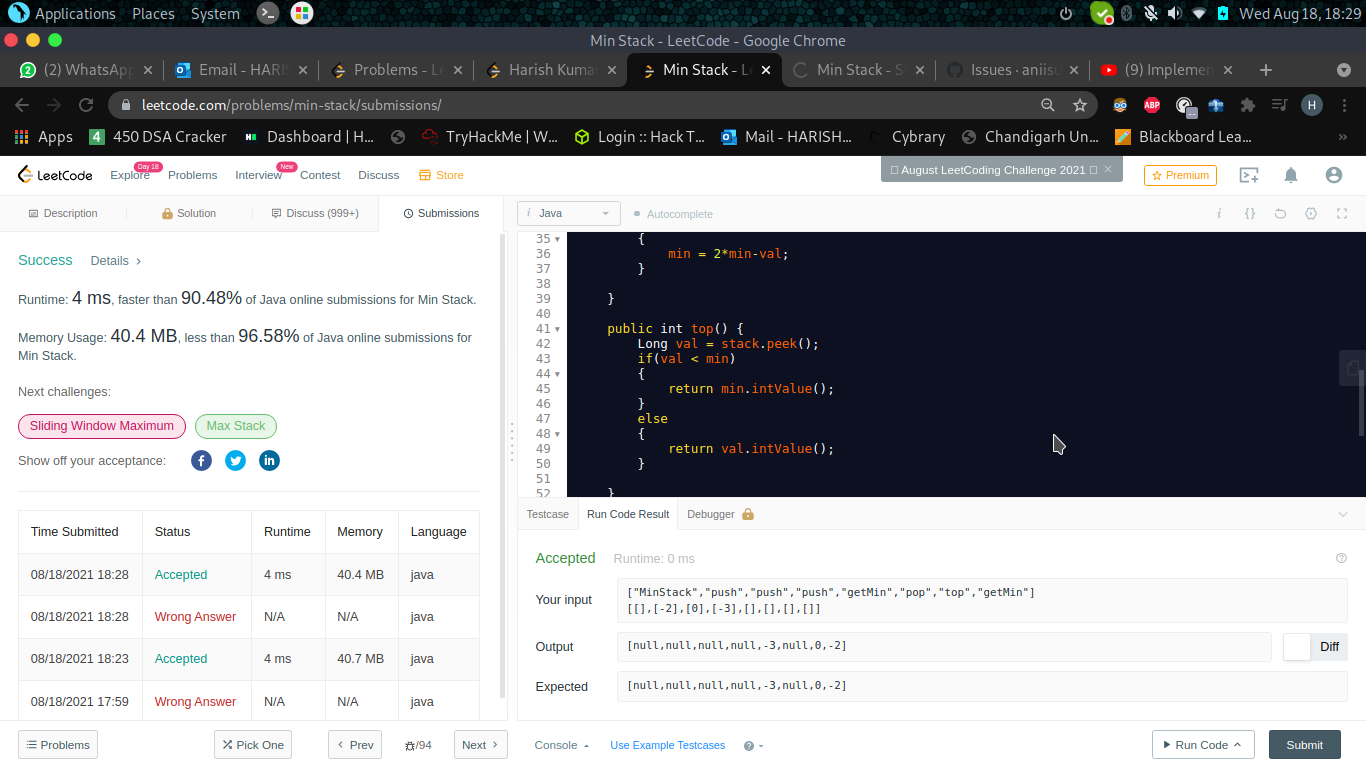 Applications Places System Wed Aug 18, 18:29
Min Stack - LeetCode - Google Chrome
(2) WhatsApp Email - HARIS Problems - Le Harish Kumar Min Stack - Le Min Stack - S Issues · aniisu (9) Implemen
leetcode.com/problems/min-stack/submissions/ ABP H
Apps 4 450 DSA Cracker Dashboard | H... TryHackMe | W... Login :: Hack T... Mail - HARISH... Cybrary Chandigarh Un... Blackboard Lea... »
LeetCode Explore Day 18 Problems Interview New Contest Discuss Store August LeetCoding Challenge 2021 × Premium
Description Solution Discuss (999+) Submissions
i Java Autocomplete i {}
Success Details >
Runtime: 4 ms, faster than 90.48% of Java online submissions for Min Stack.
Memory Usage: 40.4 MB, less than 96.58% of Java online submissions for
Min Stack.
Next challenges:
Sliding Window Maximum Max Stack
Show off your acceptance:
Time Submitted Status Runtime Memory Language
08/18/2021 18:28 Accepted 4 ms 40.4 MB java
08/18/2021 18:28 Wrong Answer N/A N/A java
08/18/2021 18:23 Accepted 4 ms 40.7 MB java
08/18/2021 17:59 Wrong Answer N/A N/A java
35 {
36 min = 2*min-val;
37 }
38
39 }
40
41 public int top() {
42 Long val = stack.peek();
43 if(val < min)
44 {
45 return min.intValue();
46 }
47 else
48 {
49 return val.intValue();
50 }
51
52 }
Testcase Run Code Result Debugger
Accepted Runtime: 0 ms
Your input
["MinStack","push","push","push","getMin","pop","top","getMin"]
[[],[-2],[0],[-3],[],[],[],[]]
Output [null,null,null,null,-3,null,0,-2] Diff
Expected [null,null,null,null,-3,null,0,-2]
Problems Pick One < Prev /94 Next > Console Use Example Testcases ? Run Code Submit